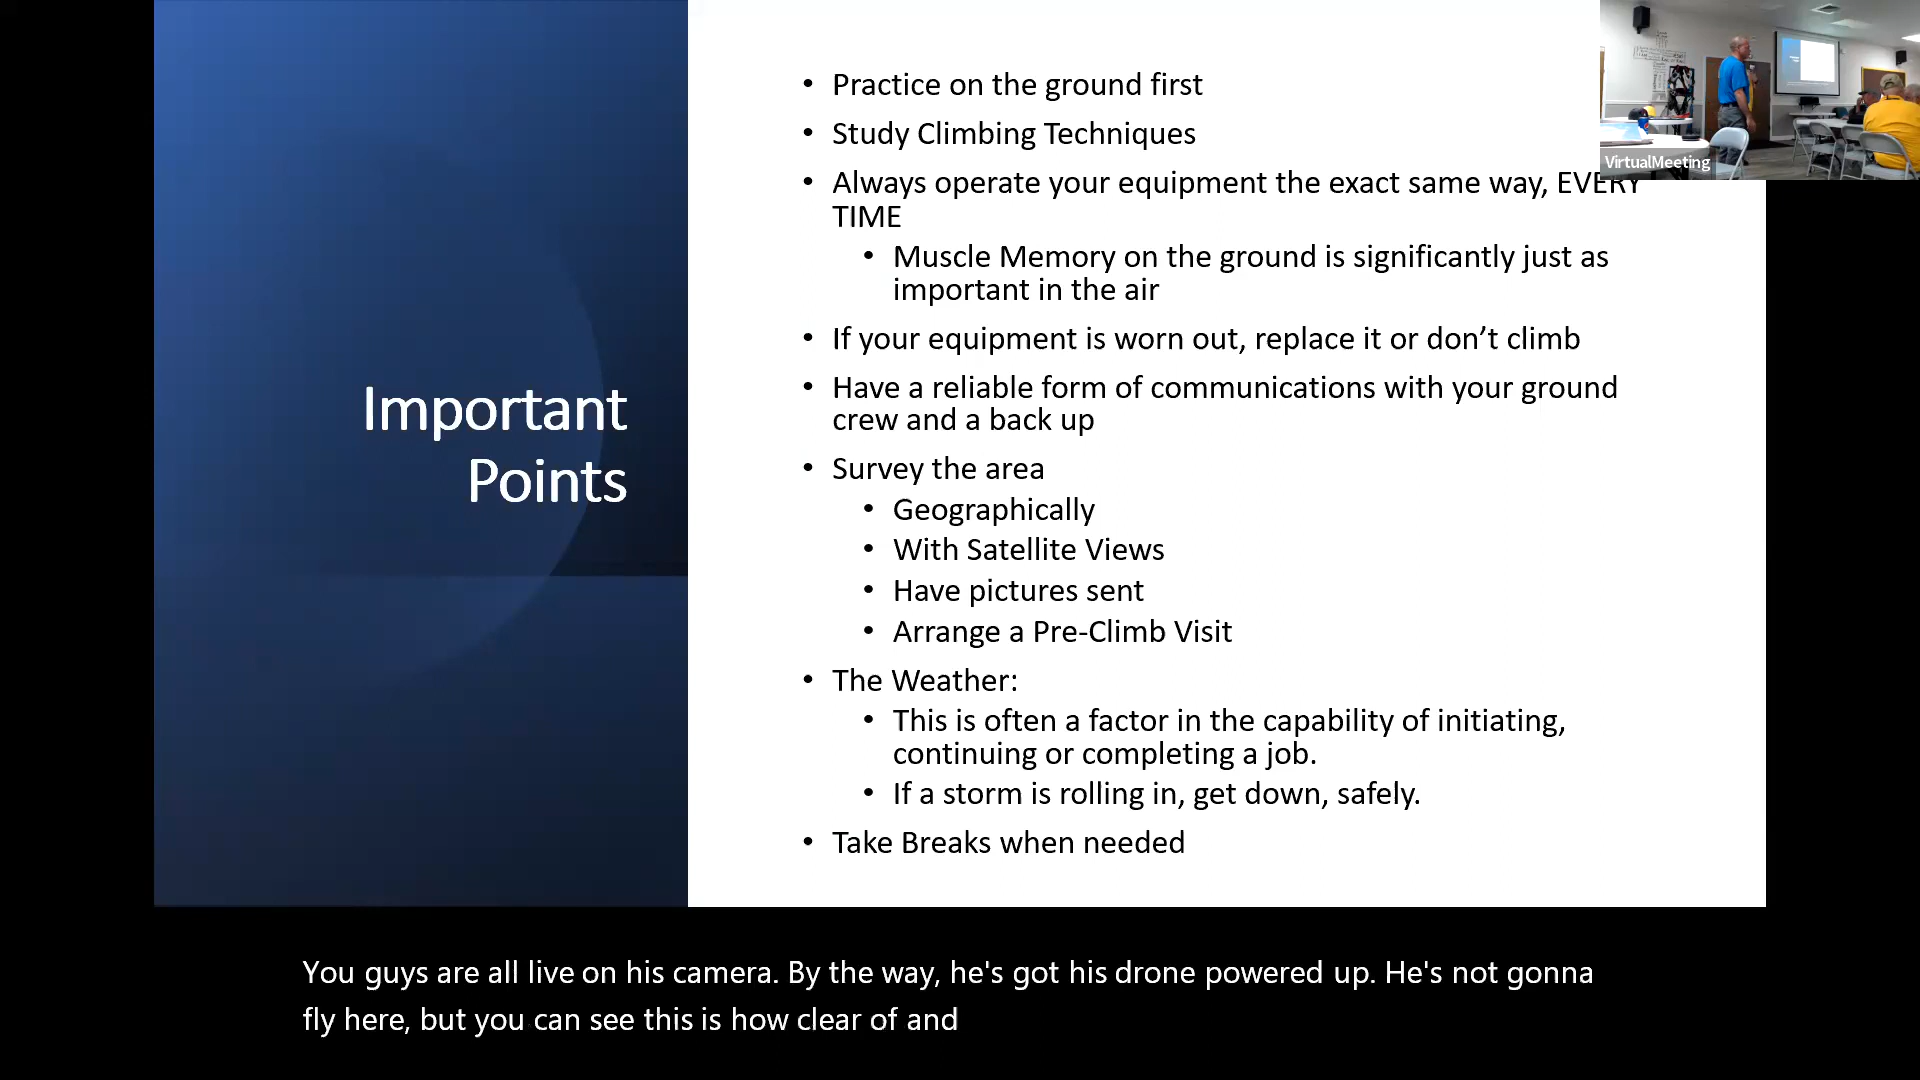 Important
Points
• Practice on the ground first
• Study Climbing Techniques
• Always operate your equipment the exact same way, EVERY
TIME
• Muscle Memory on the ground is significantly just as
important in the air
• If your equipment is worn out, replace it or don’t climb
• Have a reliable form of communications with your ground
crew and a back up
• Survey the area
• Geographically
• With Satellite Views
• Have pictures sent
• Arrange a Pre-Climb Visit
• The Weather:
• This is often a factor in the capability of initiating,
continuing or completing a job.
• If a storm is rolling in, get down, safely.
• Take Breaks when needed
VirtualMeeting
You guys are all live on his camera. By the way, he's got his drone powered up. He's not gonna
fly here, but you can see this is how clear of and